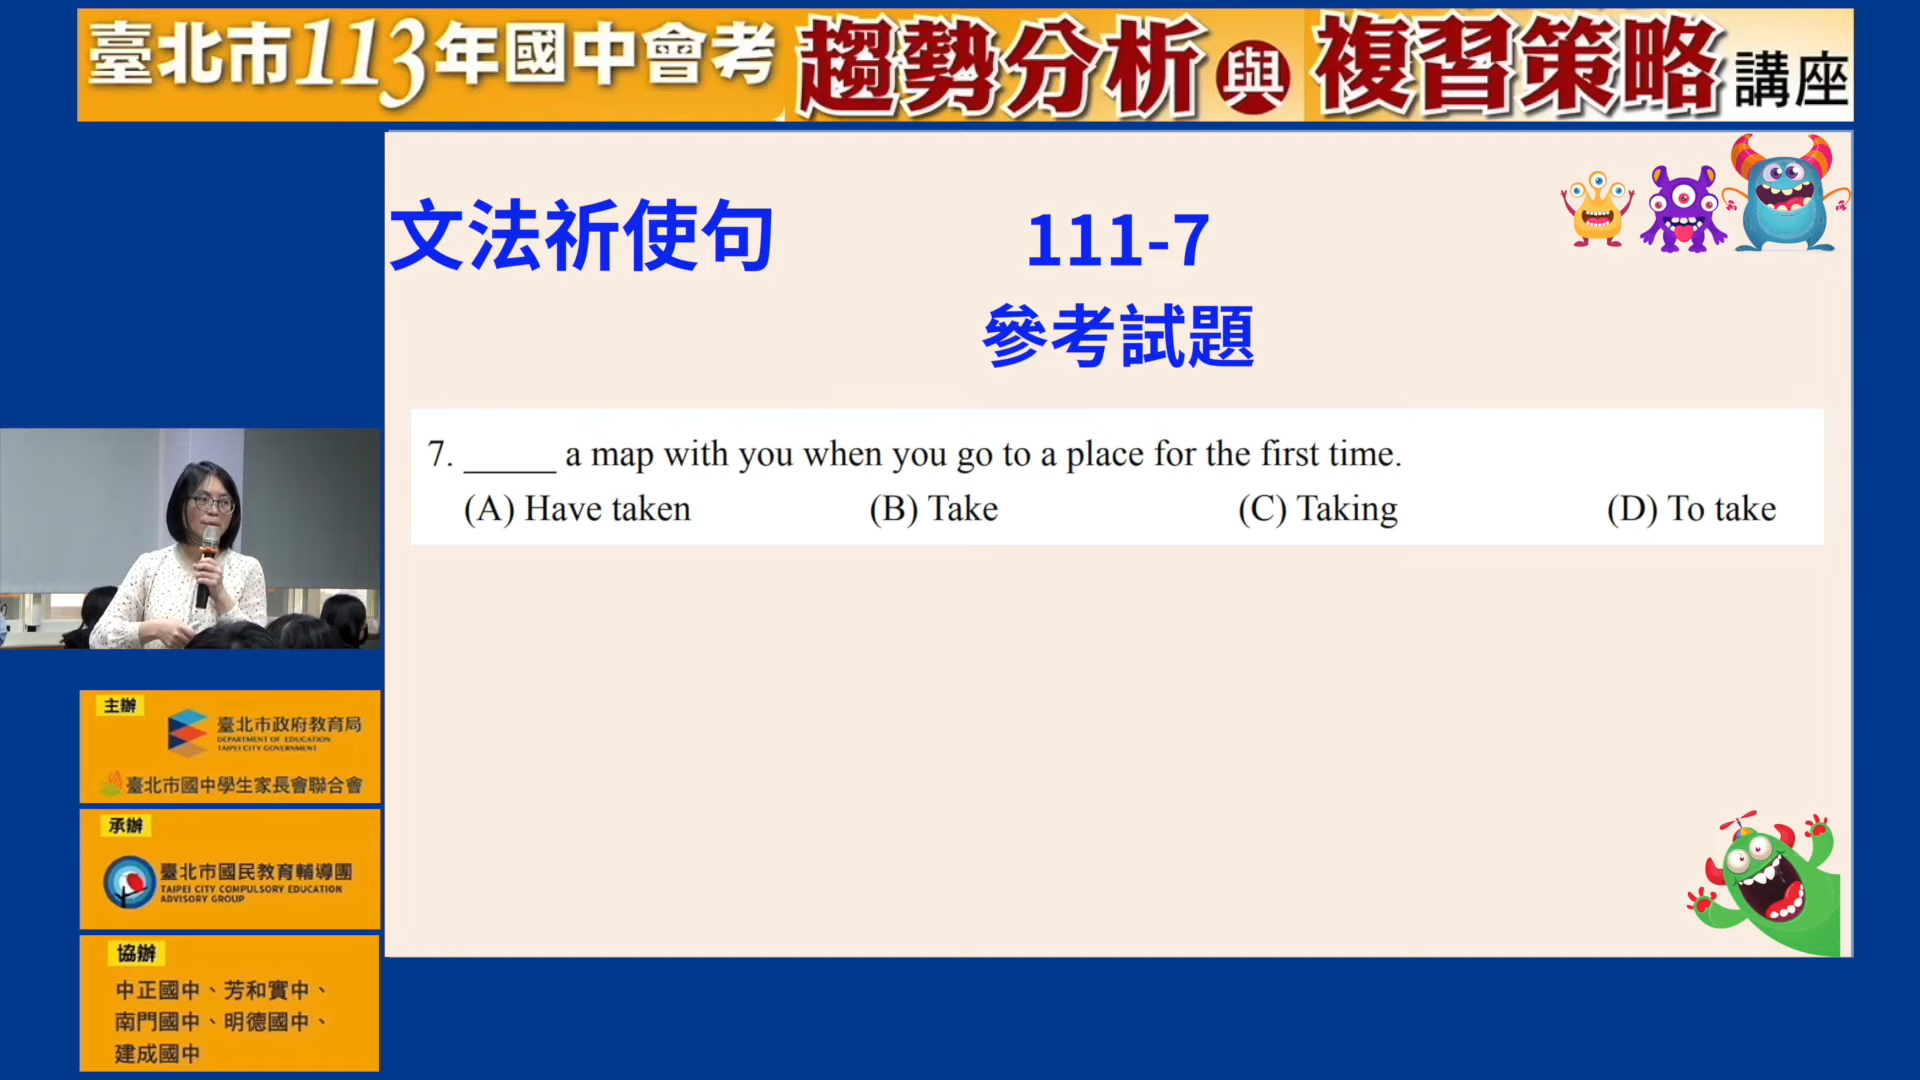 臺北市113年國中會考 趨勢分析與複習策略講座
文法祈使句 111-7
參考試題
7. _____ a map with you when you go to a place for the first time.
(A) Have taken (B) Take (C) Taking (D) To take
主辦
臺北市政府教育局
DEPARTMENT OF EDUCATION
TAIPEI CITY GOVERNMENT
臺北市國中學生家長會聯合會
承辦
臺北市國民教育輔導團
TAIPEI CITY COMPULSORY EDUCATION
ADVISORY GROUP
協辦
中正國中、芳和實中、
南門國中、明德國中、
建成國中